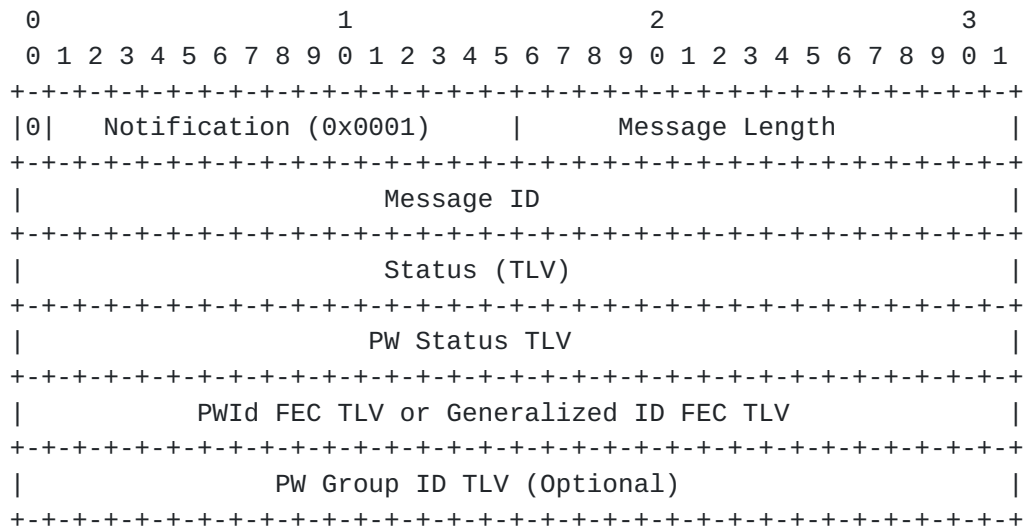 0                   1                   2                   3
 0 1 2 3 4 5 6 7 8 9 0 1 2 3 4 5 6 7 8 9 0 1 2 3 4 5 6 7 8 9 0 1
+-+-+-+-+-+-+-+-+-+-+-+-+-+-+-+-+-+-+-+-+-+-+-+-+-+-+-+-+-+-+-+-+
|0|   Notification (0x0001)     |      Message Length           |
+-+-+-+-+-+-+-+-+-+-+-+-+-+-+-+-+-+-+-+-+-+-+-+-+-+-+-+-+-+-+-+-+
|                       Message ID                              |
+-+-+-+-+-+-+-+-+-+-+-+-+-+-+-+-+-+-+-+-+-+-+-+-+-+-+-+-+-+-+-+-+
|                       Status (TLV)                            |
+-+-+-+-+-+-+-+-+-+-+-+-+-+-+-+-+-+-+-+-+-+-+-+-+-+-+-+-+-+-+-+-+
|                      PW Status TLV                            |
+-+-+-+-+-+-+-+-+-+-+-+-+-+-+-+-+-+-+-+-+-+-+-+-+-+-+-+-+-+-+-+-+
|           PWId FEC TLV or Generalized ID FEC TLV              |
+-+-+-+-+-+-+-+-+-+-+-+-+-+-+-+-+-+-+-+-+-+-+-+-+-+-+-+-+-+-+-+-+
|                PW Group ID TLV (Optional)                     |
+-+-+-+-+-+-+-+-+-+-+-+-+-+-+-+-+-+-+-+-+-+-+-+-+-+-+-+-+-+-+-+-+